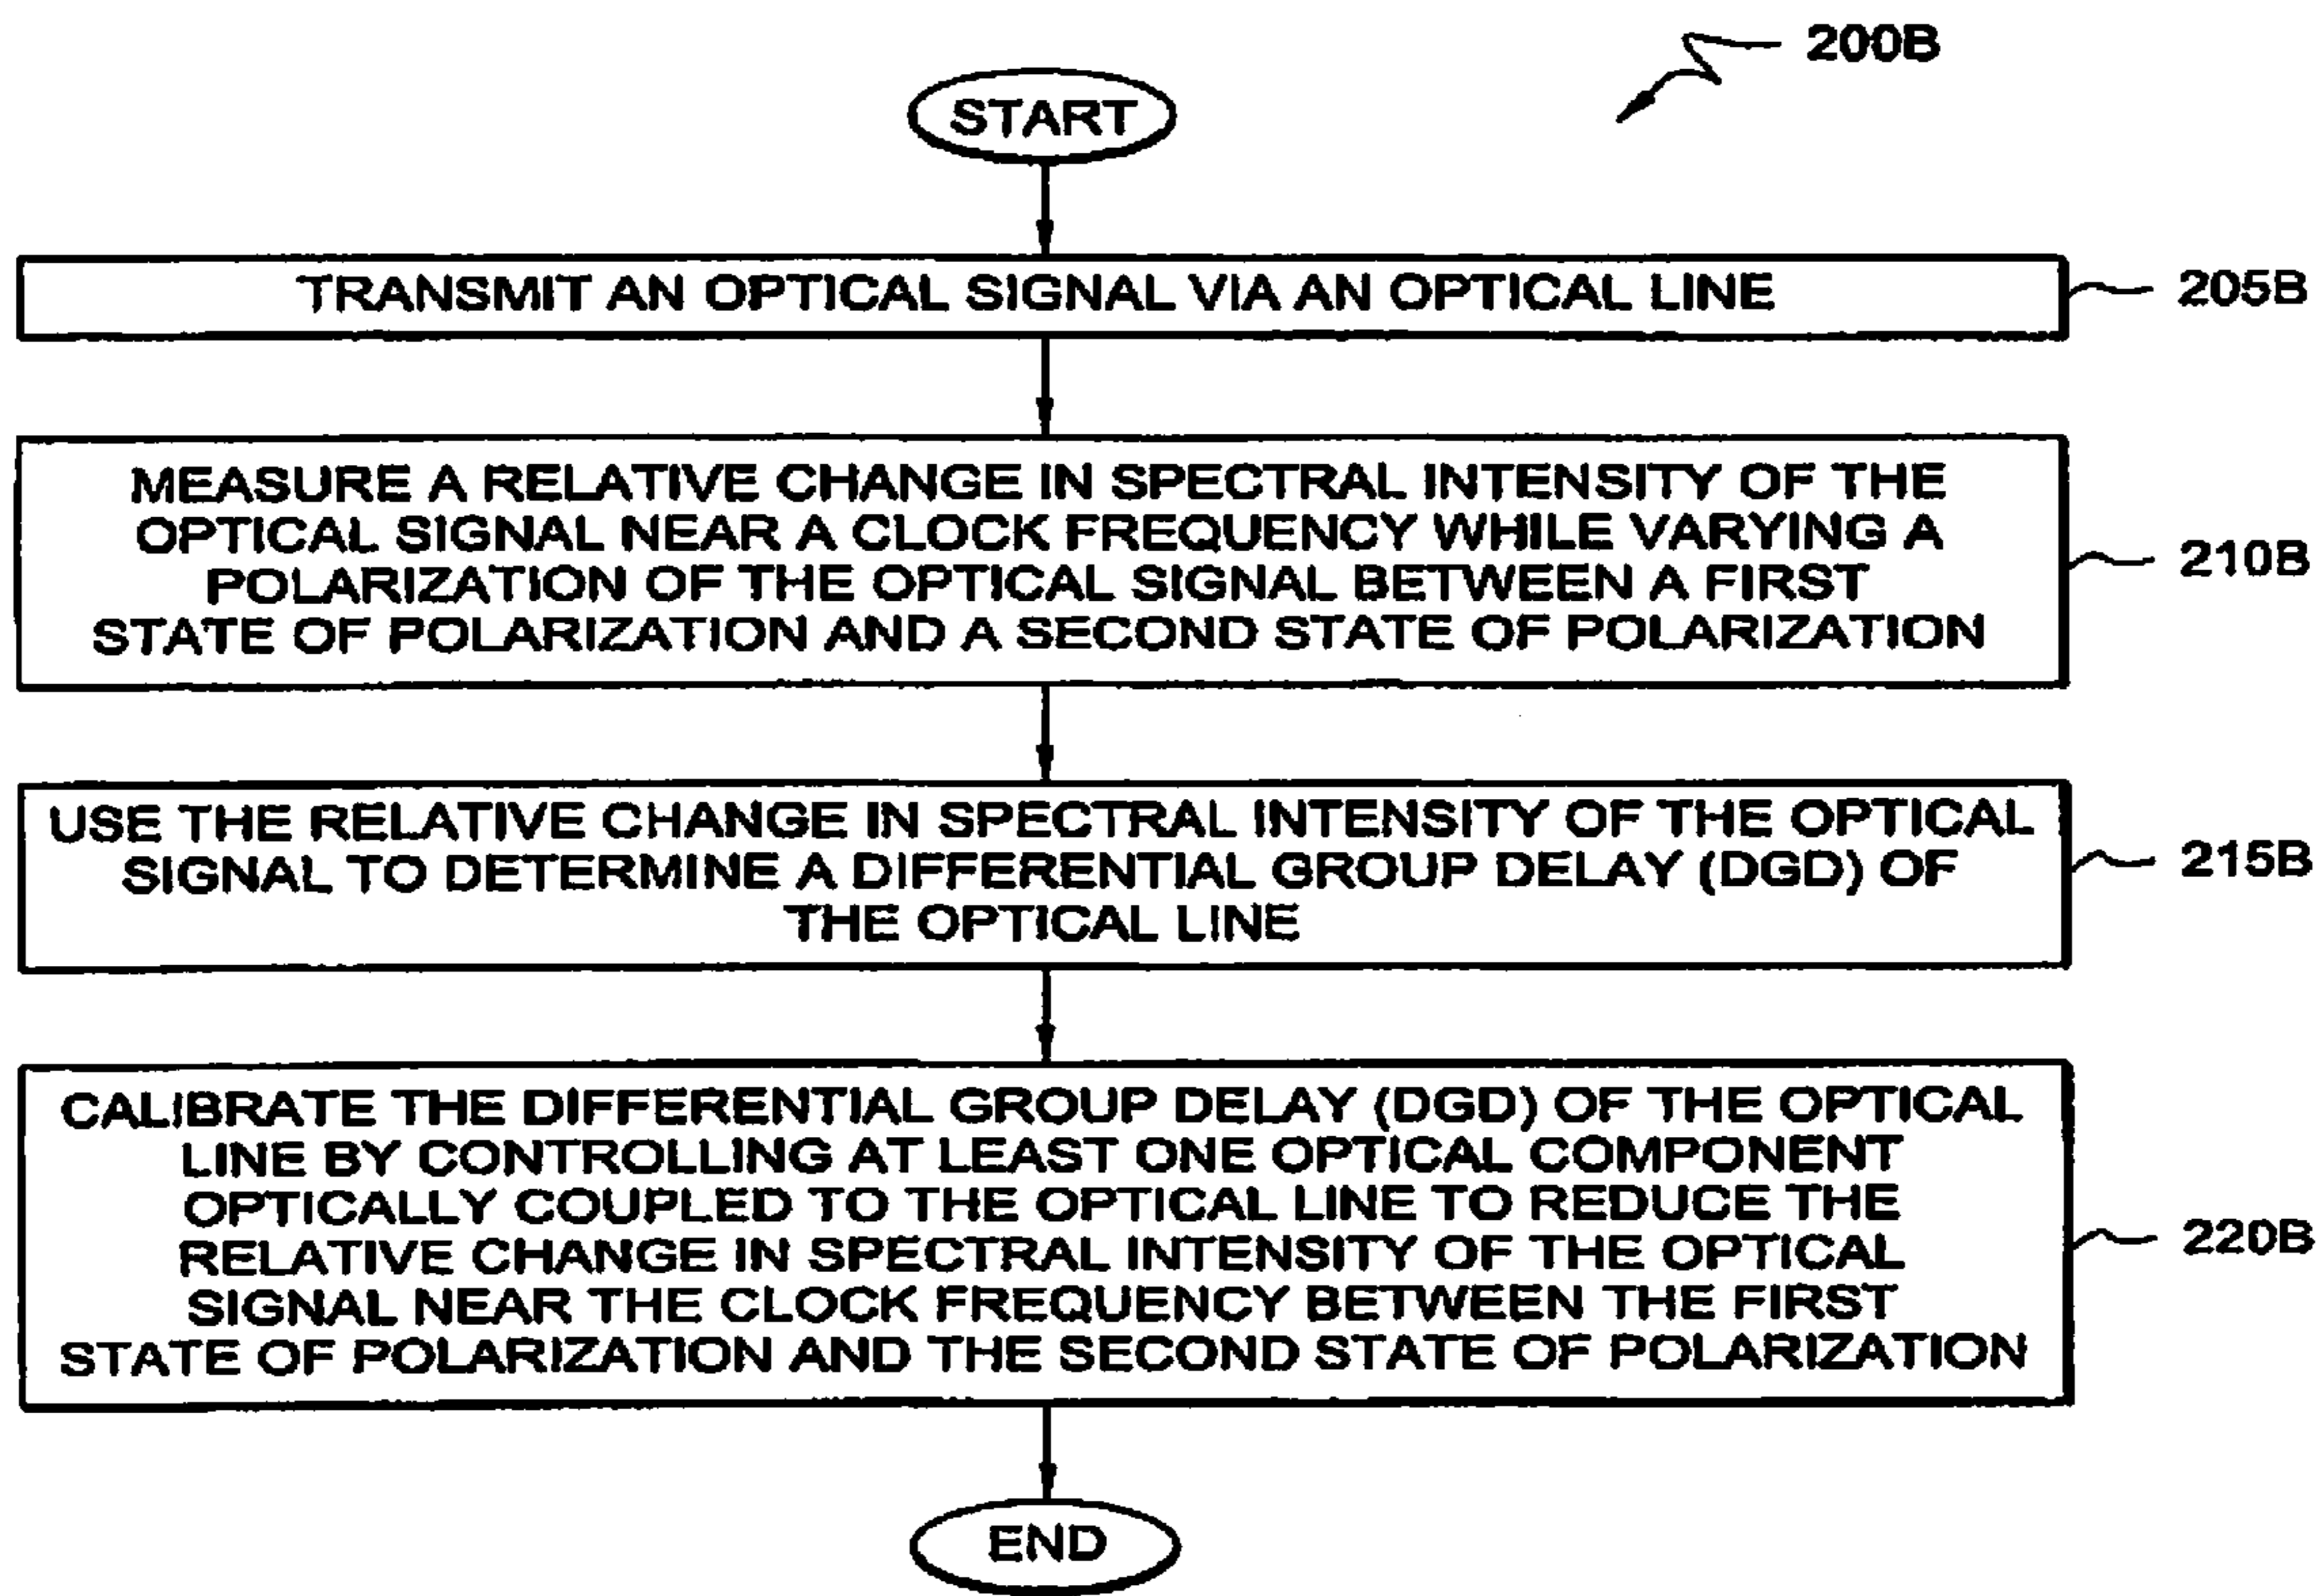 200B
START
TRANSMIT AN OPTICAL SIGNAL VIA AN OPTICAL LINE
205B
MEASURE A RELATIVE CHANGE IN SPECTRAL INTENSITY OF THE
OPTICAL SIGNAL NEAR A CLOCK FREQUENCY WHILE VARYING A
POLARIZATION OF THE OPTICAL SIGNAL BETWEEN A FIRST
STATE OF POLARIZATION AND A SECOND STATE OF POLARIZATION
210B
USE THE RELATIVE CHANGE IN SPECTRAL INTENSITY OF THE OPTICAL
SIGNAL TO DETERMINE A DIFFERENTIAL GROUP DELAY (DGD) OF
THE OPTICAL LINE
215B
CALIBRATE THE DIFFERENTIAL GROUP DELAY (DGD) OF THE OPTICAL
LINE BY CONTROLLING AT LEAST ONE OPTICAL COMPONENT
OPTICALLY COUPLED TO THE OPTICAL LINE TO REDUCE THE
RELATIVE CHANGE IN SPECTRAL INTENSITY OF THE OPTICAL
SIGNAL NEAR THE CLOCK FREQUENCY BETWEEN THE FIRST
STATE OF POLARIZATION AND THE SECOND STATE OF POLARIZATION
220B
END